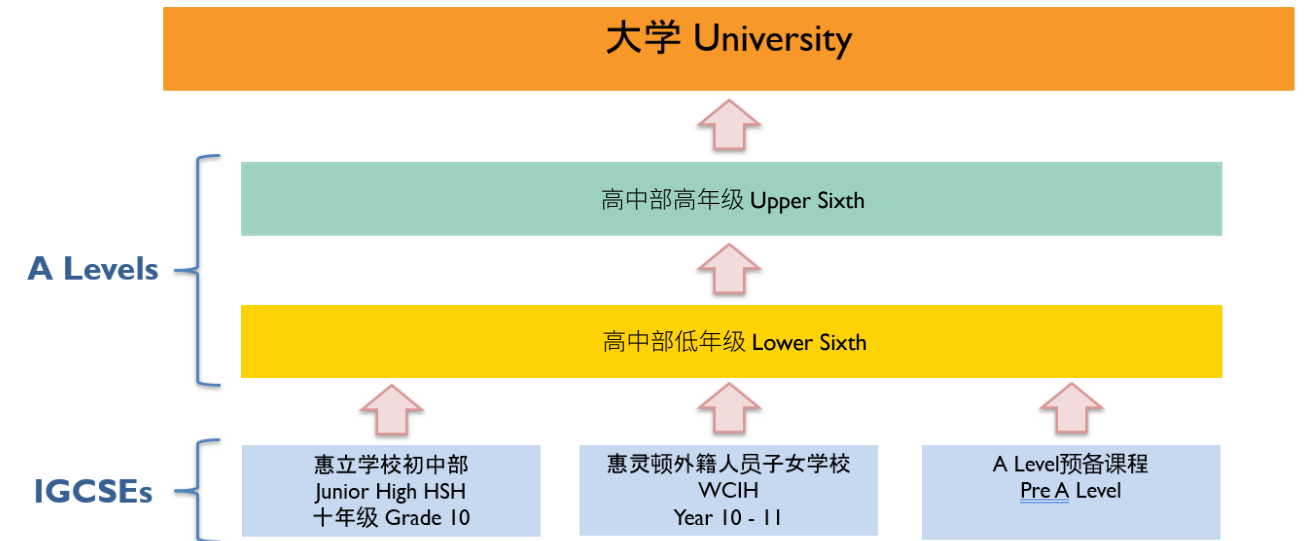 大学 University
高中部高年级 Upper Sixth
A Levels
高中部低年级 Lower Sixth
IGCSEs
惠立学校初中部
Junior High HSH
十年级 Grade 10
惠灵顿外籍人员子女学校
WCIH
Year 10 - 11
A Level预备课程
Pre A Level